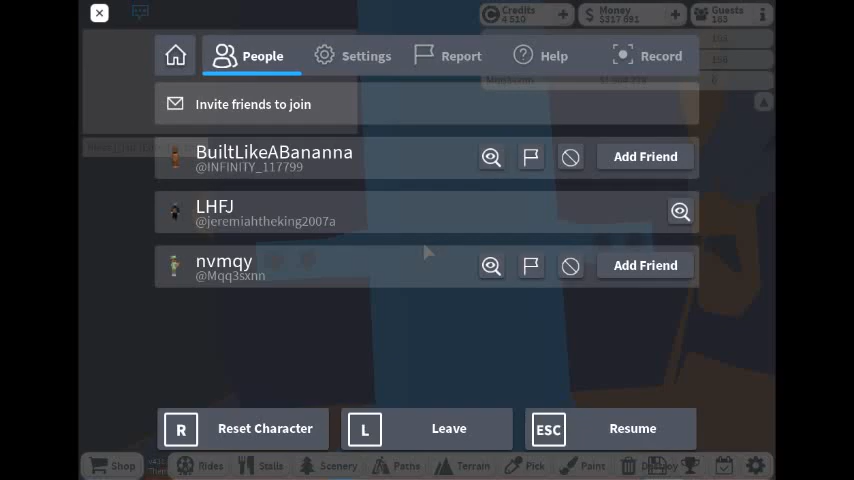 Credits
4 510
Money
$317 691
Guests
165
People
Settings
Report
Help
Record
Invite friends to join
BuiltLikeABananna
@INFINITY_117799
Add Friend
LHFJ
@jeremiahtheking2007a
nvmqy
@Mqq3sxnn
Add Friend
R
Reset Character
L
Leave
ESC
Resume
Shop
Rides
Stalls
Scenery
Paths
Terrain
Pick
Paint
Destroy